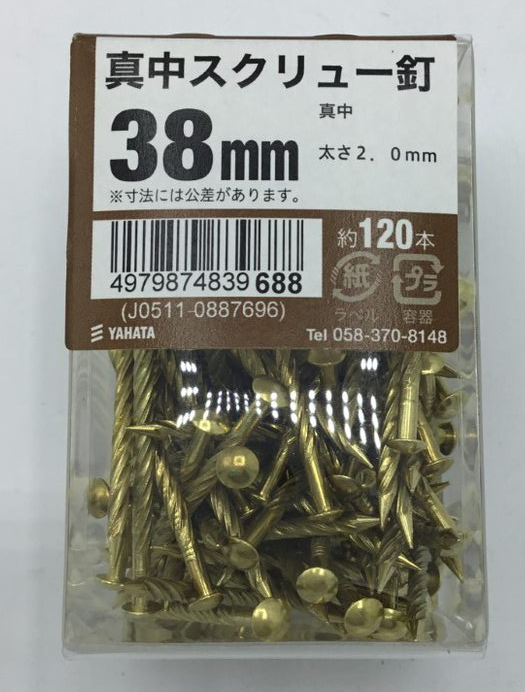 真中スクリュー釘
38mm
真中
太さ2．0mm
※寸法には公差があります。
4979874839688
(J0511-0887696)
YAHATA
約120本
紙
プラ
ラベル
容器
Tel 058-370-8148